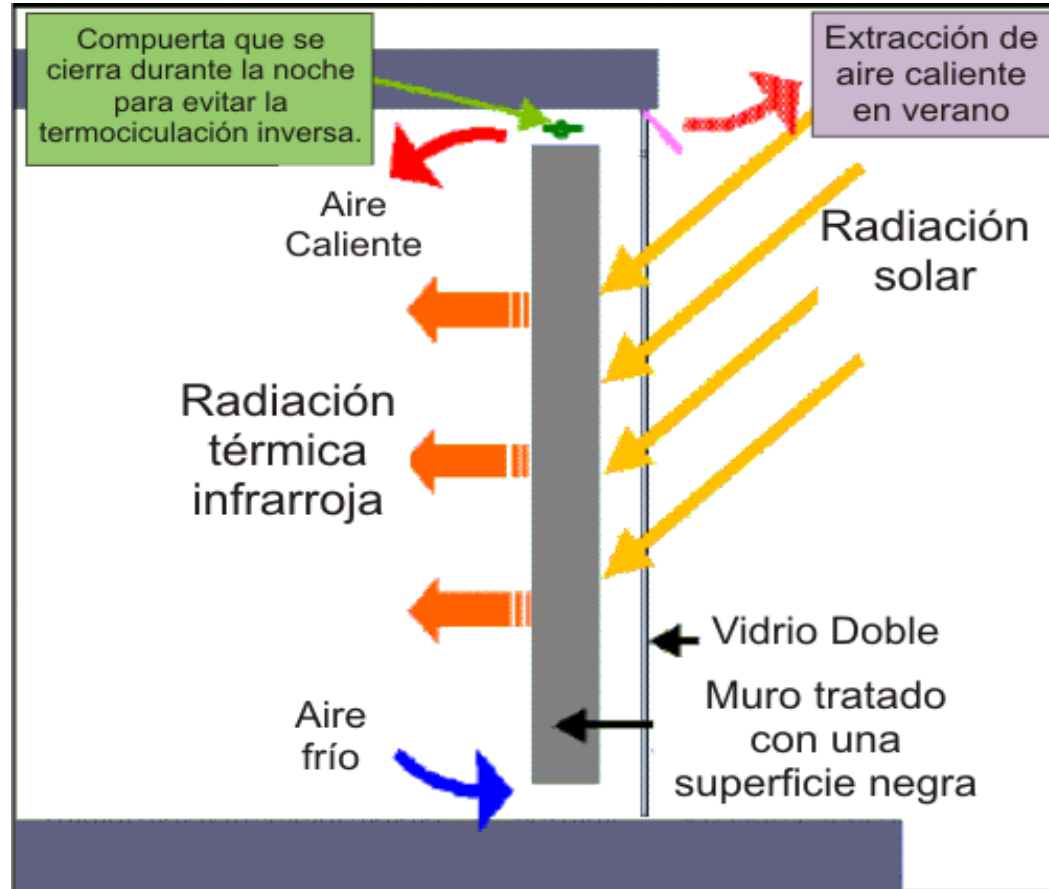 Compuerta que se
cierra durante la noche
para evitar la
termociculación inversa.
Extracción de
aire caliente
en verano
Aire
Caliente
Radiación
solar
Radiación
térmica
infrarroja
Vidrio Doble
Aire
frío
Muro tratado
con una
superficie negra